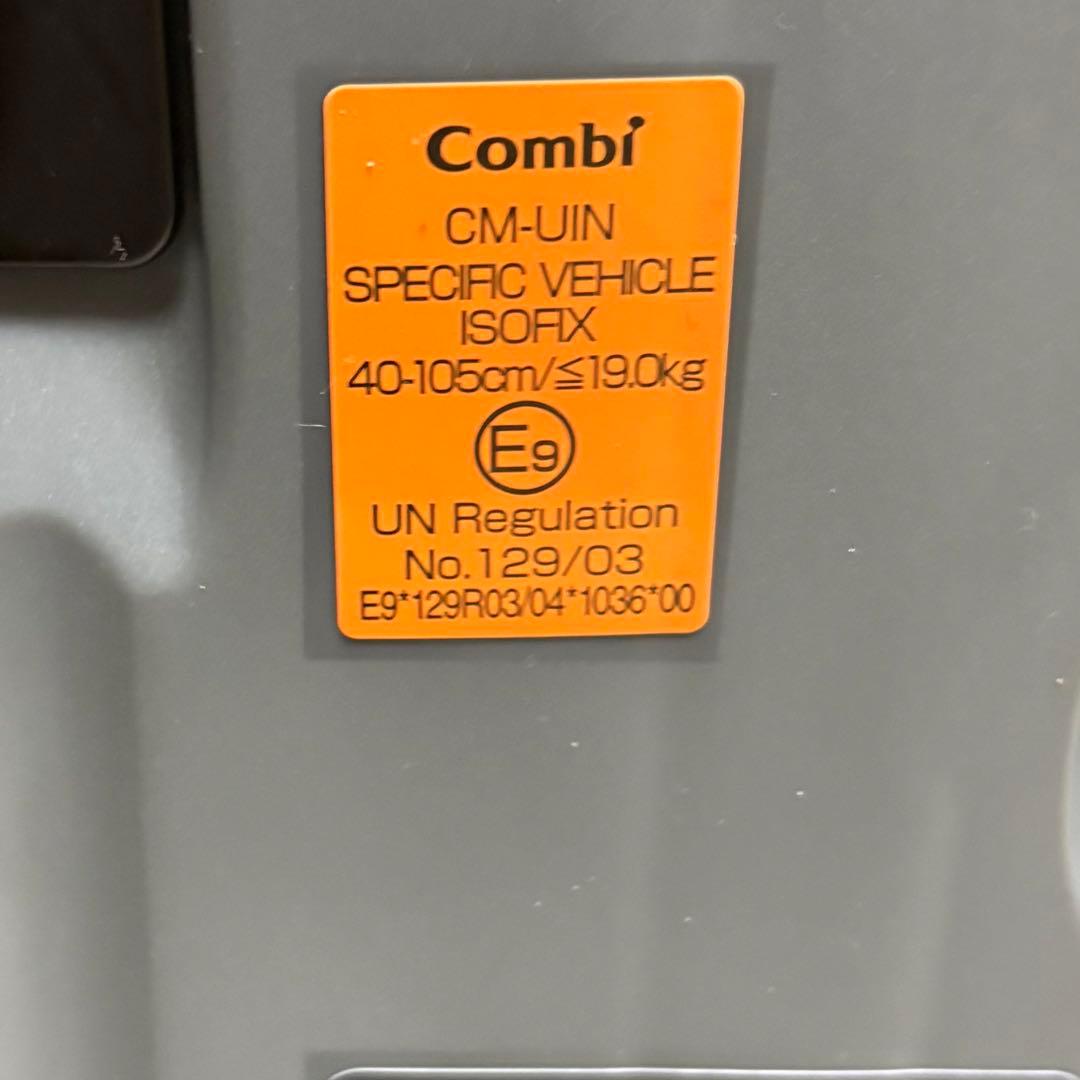 Combi
CM-UIN
SPECIFIC VEHICLE
ISOFIX
40-105cm/≦19.0kg
E9
UN Regulation
No.129/03
E9*129R03/04*1036*00